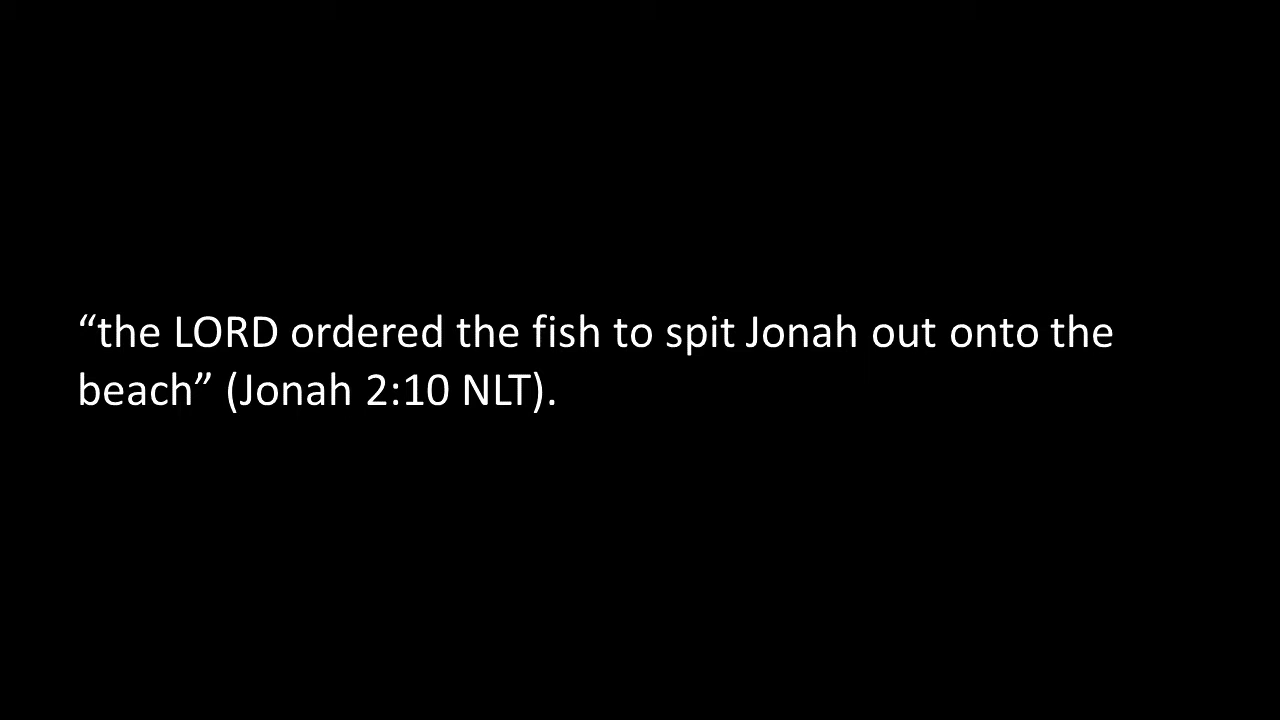 “the LORD ordered the fish to spit Jonah out onto the
beach” (Jonah 2:10 NLT).